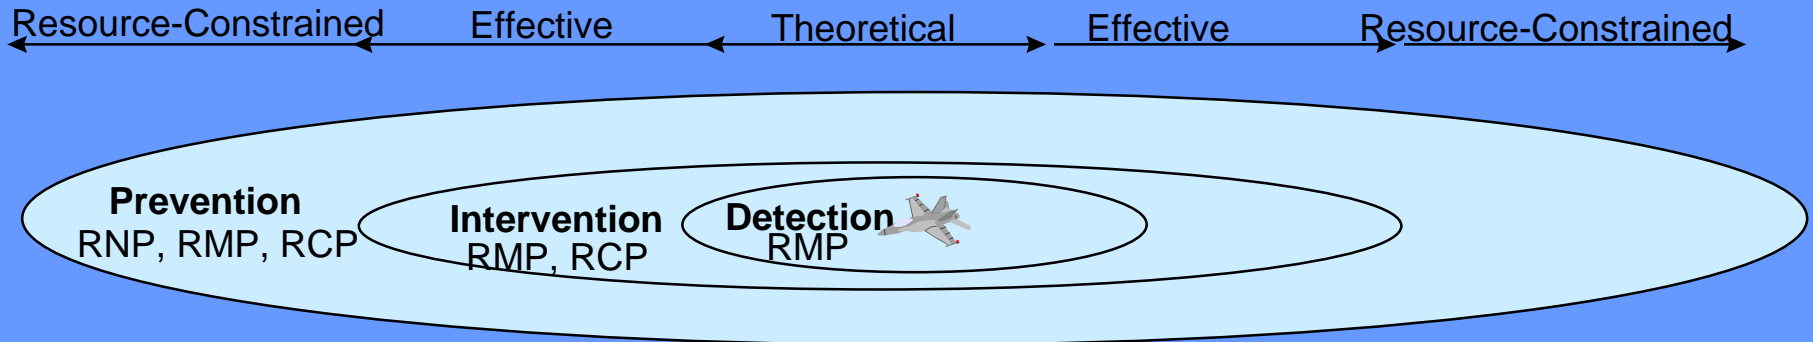 Resource-Constrained Effective Theoretical Effective Resource-Constrained
Prevention
RNP, RMP, RCP
Intervention
RMP, RCP
Detection
RMP